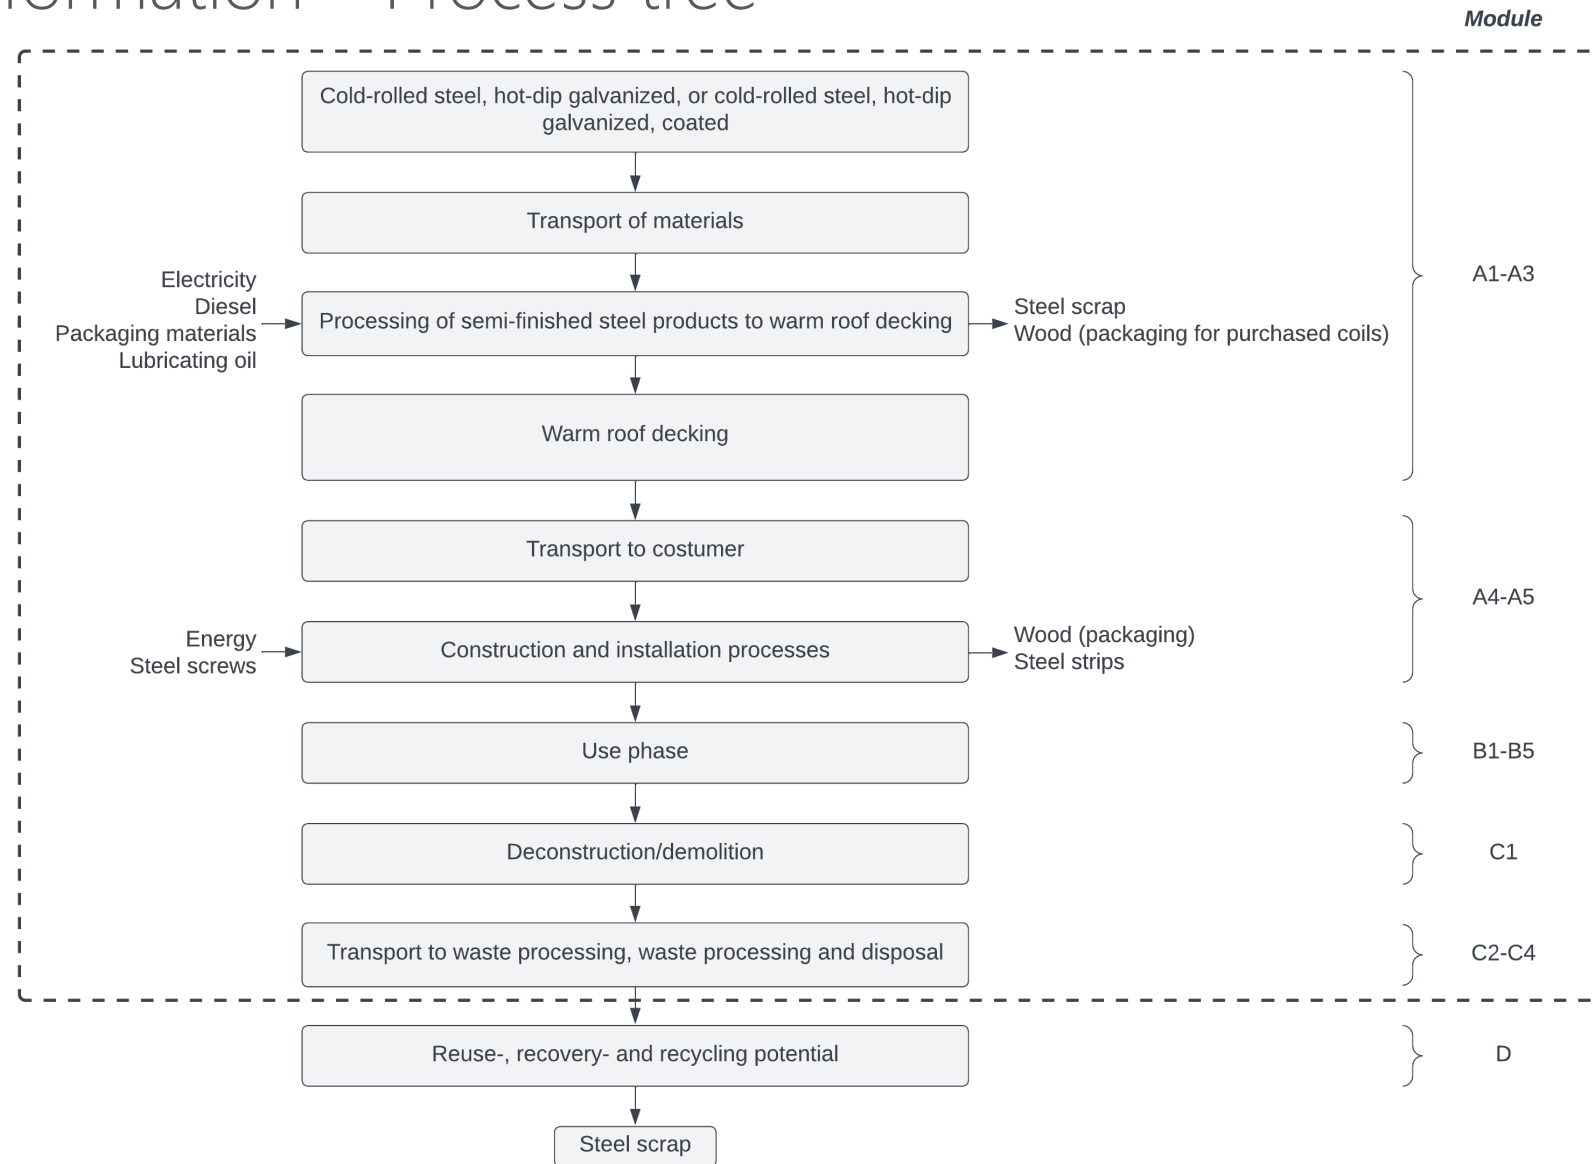 Process tree
Module
Cold-rolled steel, hot-dip galvanized, or cold-rolled steel, hot-dip
galvanized, coated
Transport of materials
A1-A3
Electricity
Diesel
Packaging materials
Lubricating oil
Processing of semi-finished steel products to warm roof decking
Steel scrap
Wood (packaging for purchased coils)
Warm roof decking
Transport to costumer
A4-A5
Energy
Steel screws
Construction and installation processes
Wood (packaging)
Steel strips
Use phase
B1-B5
Deconstruction/demolition
C1
Transport to waste processing, waste processing and disposal
C2-C4
Reuse-, recovery- and recycling potential
D
Steel scrap